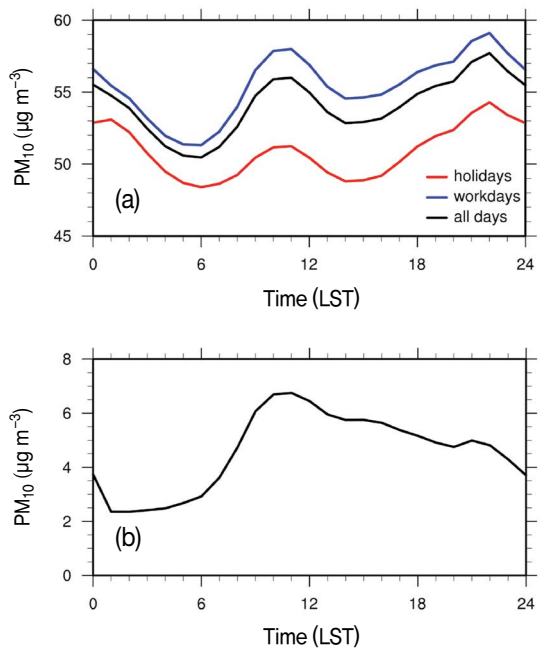 60
55
50
45
PM₁₀ (µg m⁻³)
(a)
holidays
workdays
all days
0 6 12 18 24
Time (LST)
8
6
4
2
0
PM₁₀ (µg m⁻³)
(b)
0 6 12 18 24
Time (LST)